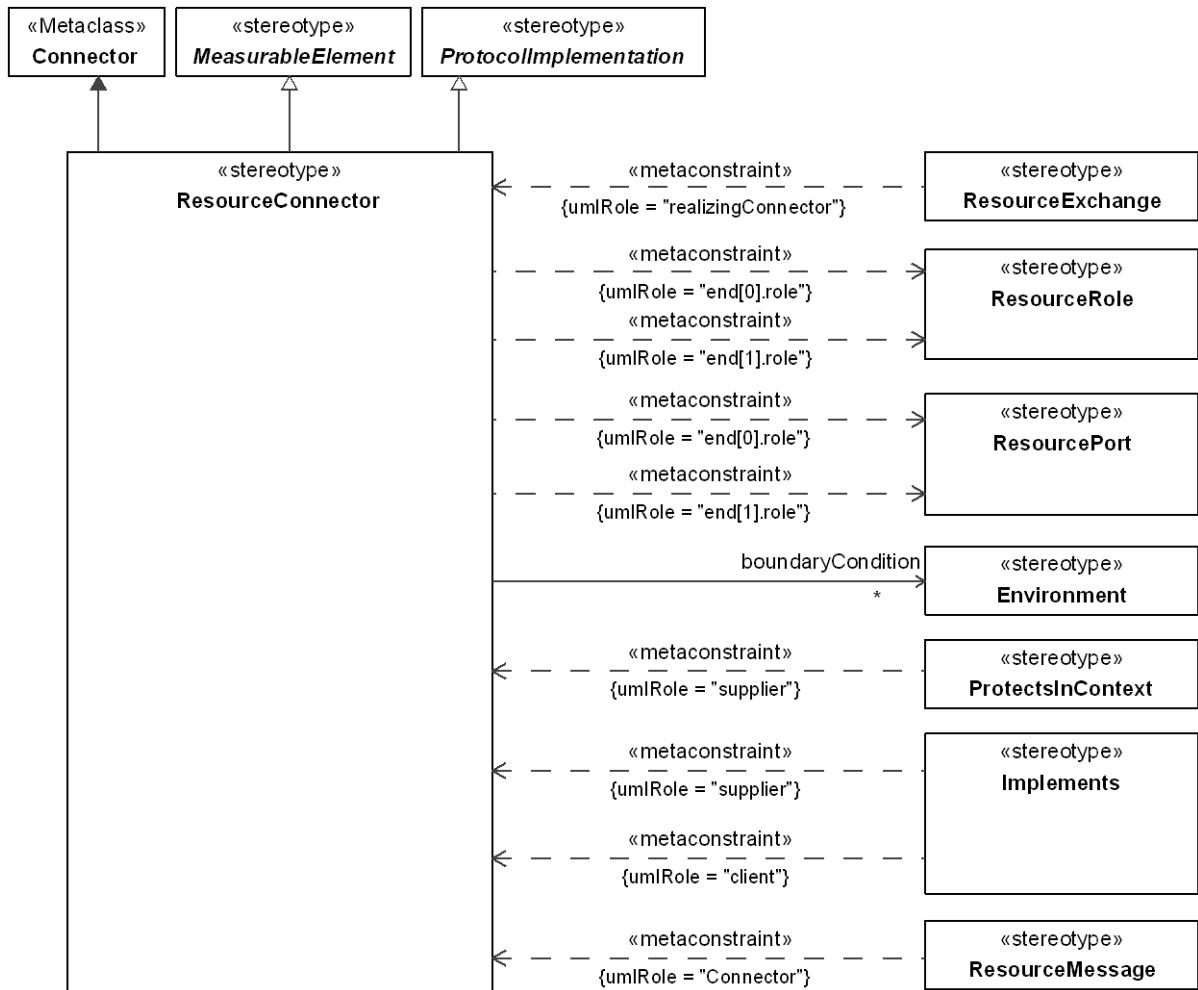 «Metaclass»
Connector
«stereotype»
MeasurableElement
«stereotype»
ProtocolImplementation
«stereotype»
ResourceConnector
«metaconstraint»
{umlRole = "realizingConnector"}
«stereotype»
ResourceExchange
«metaconstraint»
{umlRole = "end[0].role"}
«metaconstraint»
{umlRole = "end[1].role"}
«stereotype»
ResourceRole
«metaconstraint»
{umlRole = "end[0].role"}
«metaconstraint»
{umlRole = "end[1].role"}
«stereotype»
ResourcePort
boundaryCondition
*
«stereotype»
Environment
«metaconstraint»
{umlRole = "supplier"}
«stereotype»
ProtectsInContext
«metaconstraint»
{umlRole = "supplier"}
«metaconstraint»
{umlRole = "client"}
«stereotype»
Implements
«metaconstraint»
{umlRole = "Connector"}
«stereotype»
ResourceMessage